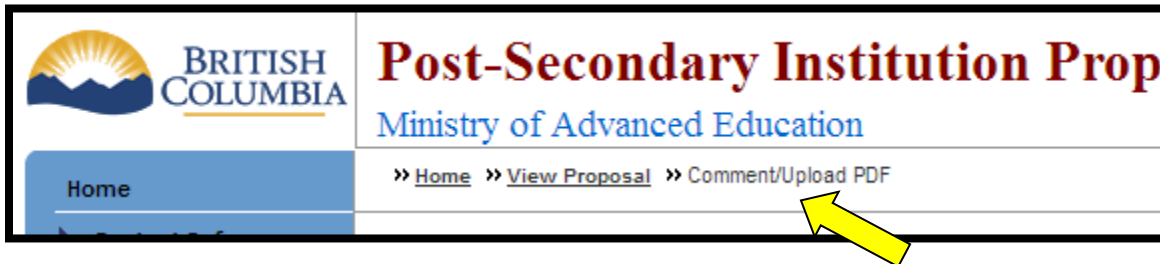 BRITISH
COLUMBIA
Post-Secondary Institution Prop
Ministry of Advanced Education
» Home » View Proposal » Comment/Upload PDF
Home